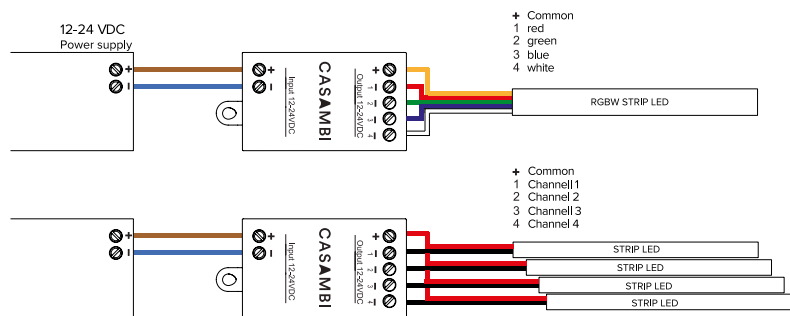 12-24 VDC
Power supply
+
-
+
-
Input 12-24VDC
CASAMBI
Output 12-24VDC
+
1 -
2 -
3 -
4 -
+ Common
1 red
2 green
3 blue
4 white
RGBW STRIP LED
+
-
+
-
Input 12-24VDC
CASAMBI
Output 12-24VDC
+
1 -
2 -
3 -
4 -
+ Common
1 Channell 1
2 Channel 2
3 Channel 3
4 Channel 4
STRIP LED
STRIP LED
STRIP LED
STRIP LED